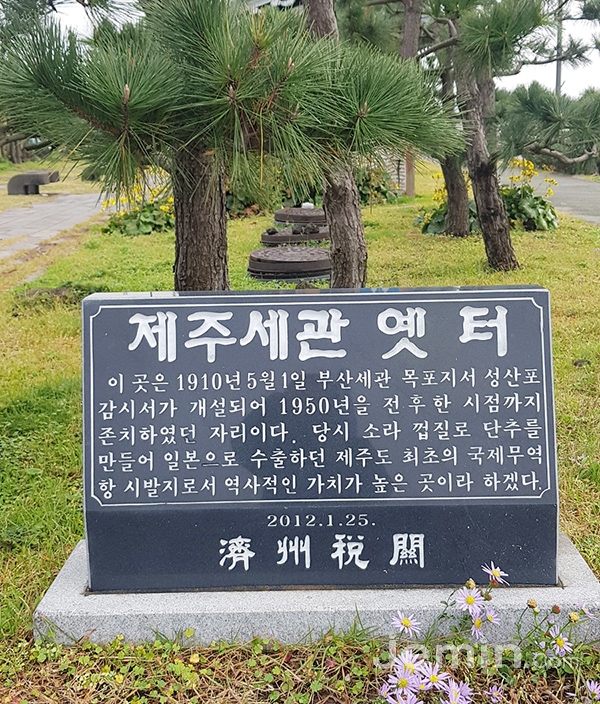 제주세관 옛 터
이 곳은 1910년 5월1일 부산세관 목포지서 성산포
감시서가 개설되어 1950년을 전후한 시점까지
존치하였던 자리이다. 당시 소라 껍질로 단추를
만들어 일본으로 수출하던 제주도 최초의 국제무역
항 시발지로서 역사적인 가치가 높은 곳이라 하겠다.
2012.1.25.
濟州稅關
Jemin.com